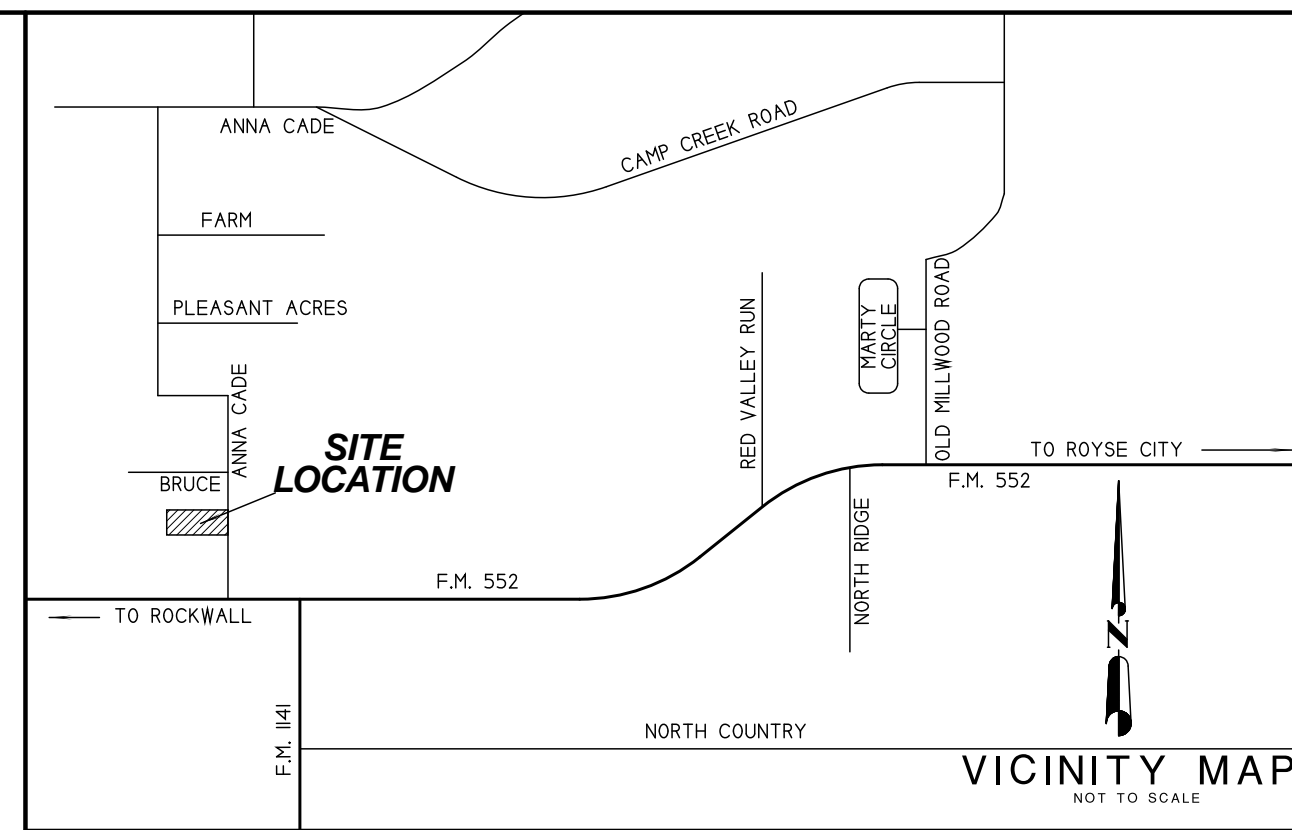 ANNA CADE
CAMP CREEK ROAD
FARM
PLEASANT ACRES
RED VALLEY RUN
MARTY
CIRCLE
OLD MILLWOOD ROAD
ANNA CADE
SITE
LOCATION
BRUCE
TO ROYSE CITY
F.M. 552
NORTH RIDGE
F.M. 552
TO ROCKWALL
N
F.M. 1141
NORTH COUNTRY
VICINITY MAP
NOT TO SCALE